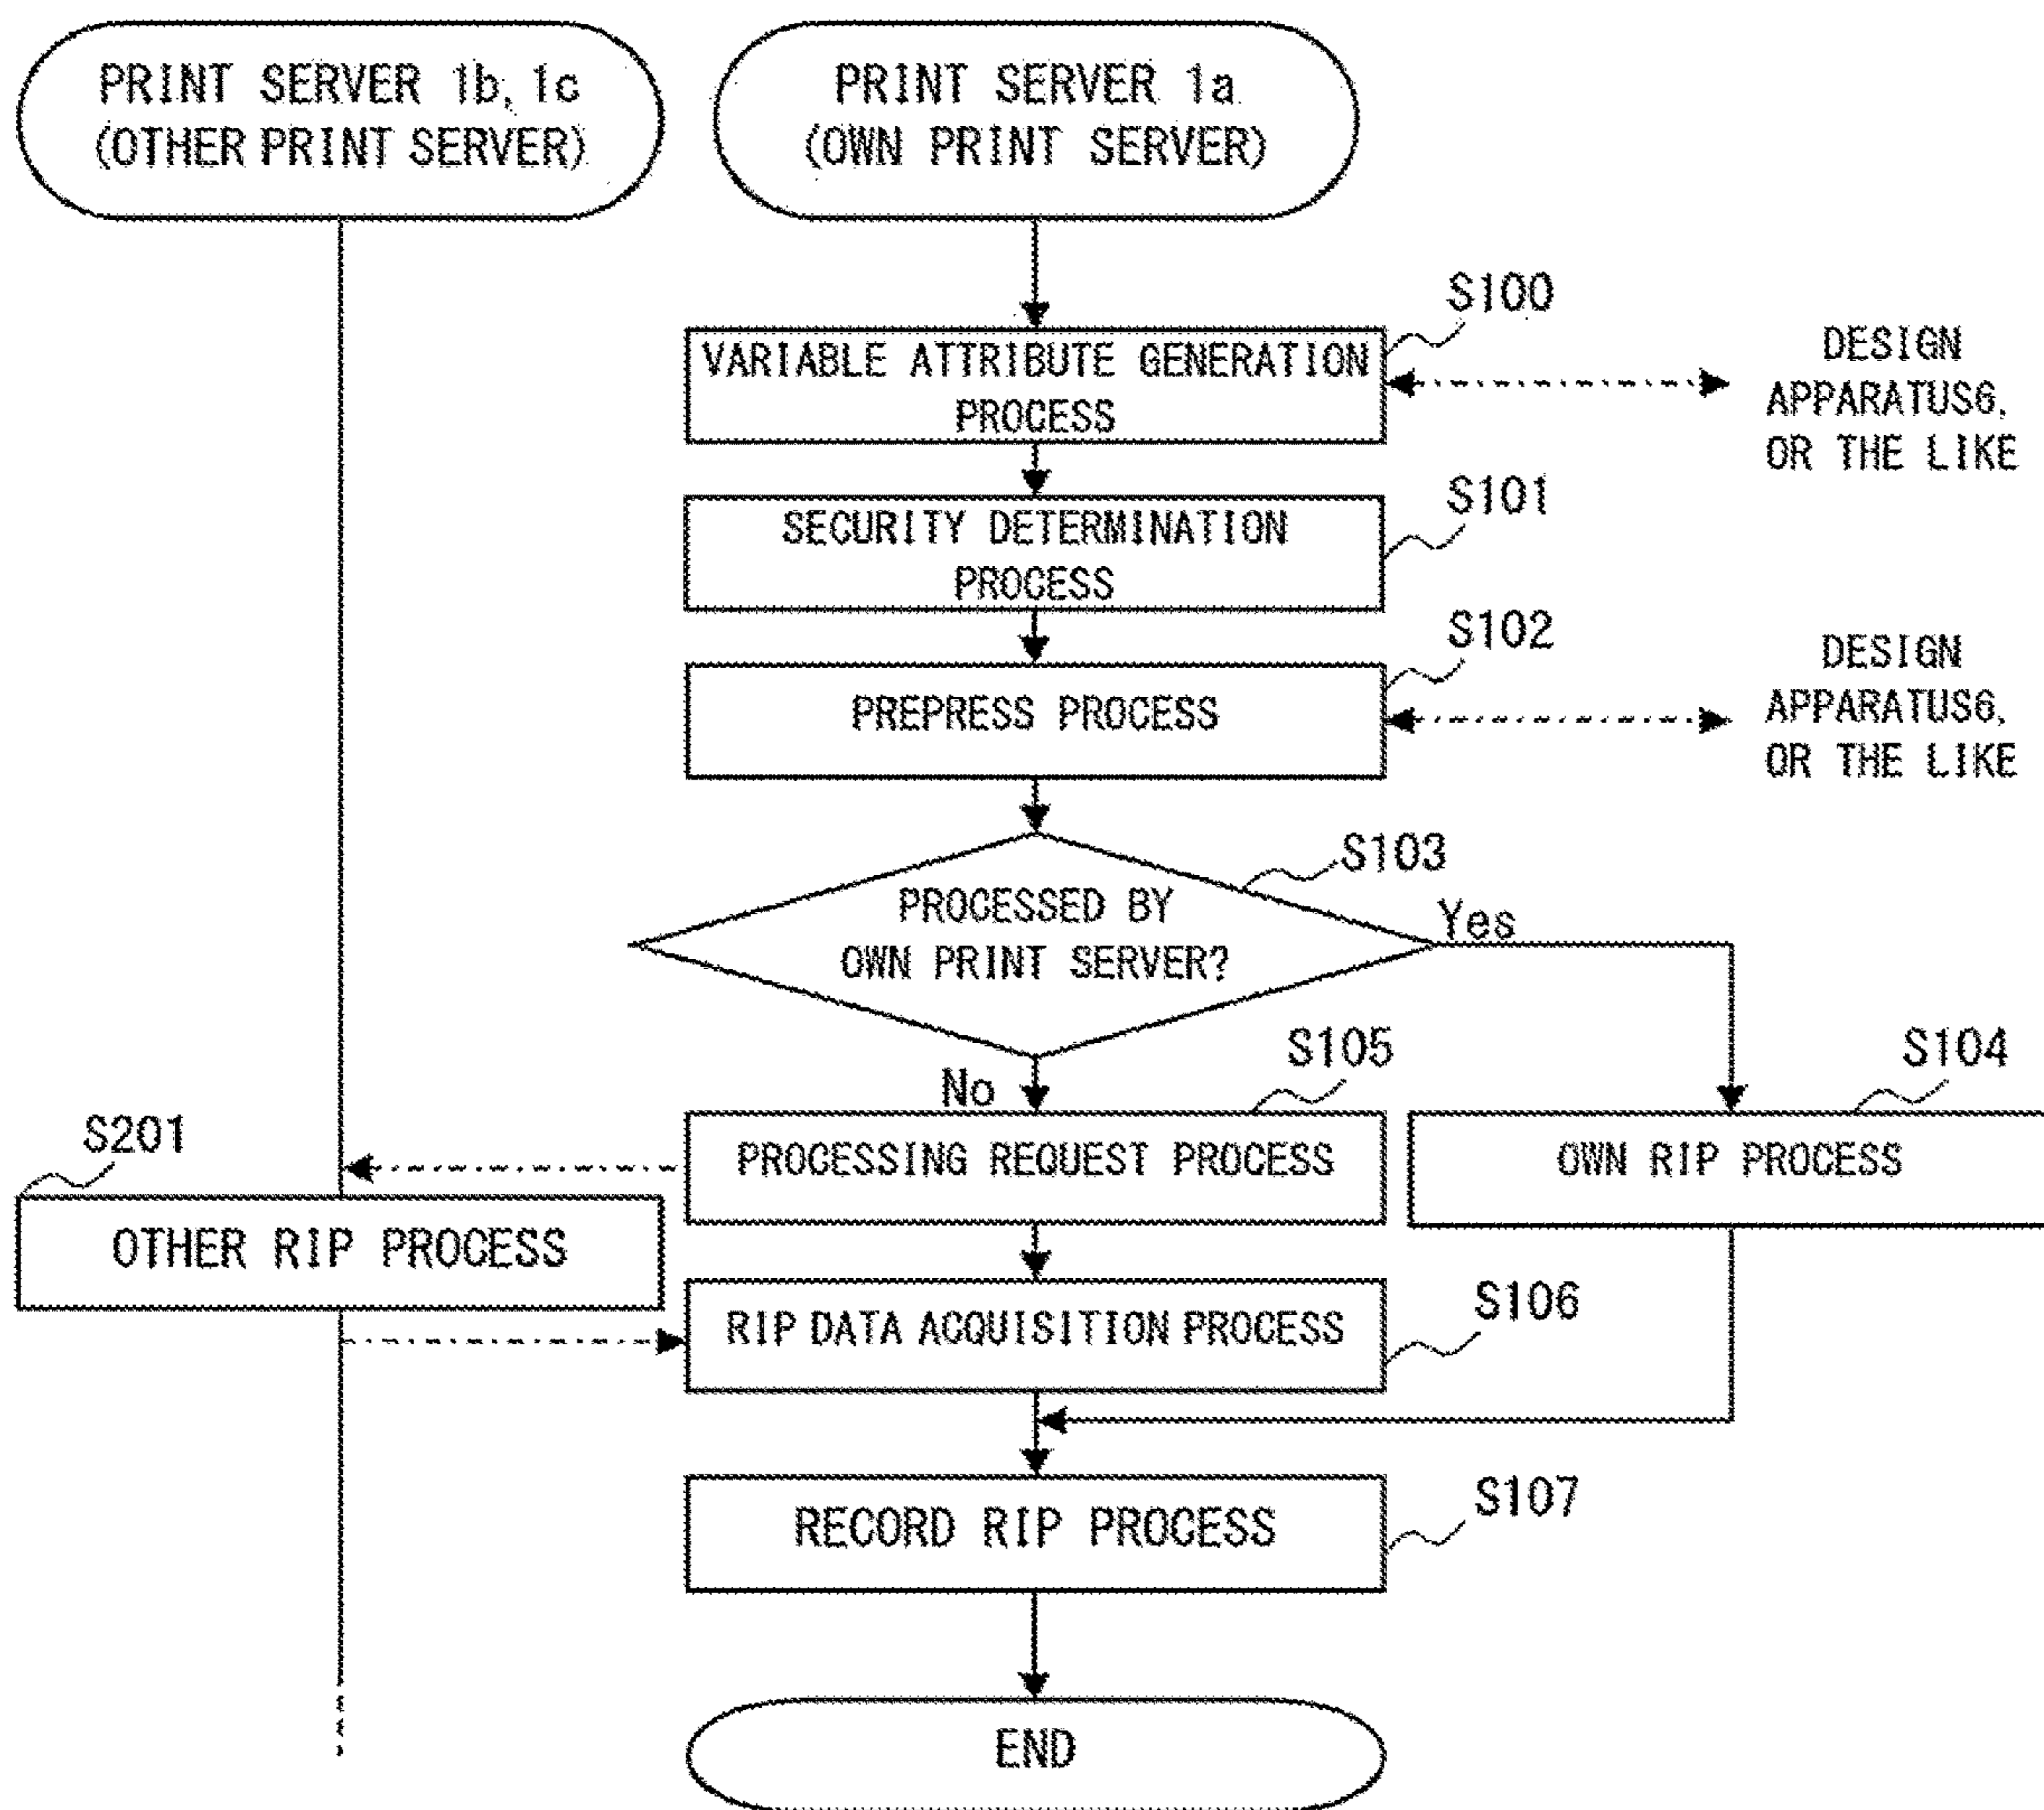 PRINT SERVER 1b, 1c
(OTHER PRINT SERVER)
PRINT SERVER 1a
(OWN PRINT SERVER)
S100
VARIABLE ATTRIBUTE GENERATION
PROCESS
DESIGN
APPARATUS6,
OR THE LIKE
S101
SECURITY DETERMINATION
PROCESS
S102
PREPRESS PROCESS
DESIGN
APPARATUS6,
OR THE LIKE
S103
PROCESSED BY
OWN PRINT SERVER?
Yes
No
S105
S104
PROCESSING REQUEST PROCESS
OWN RIP PROCESS
S201
OTHER RIP PROCESS
S106
RIP DATA ACQUISITION PROCESS
S107
RECORD RIP PROCESS
END